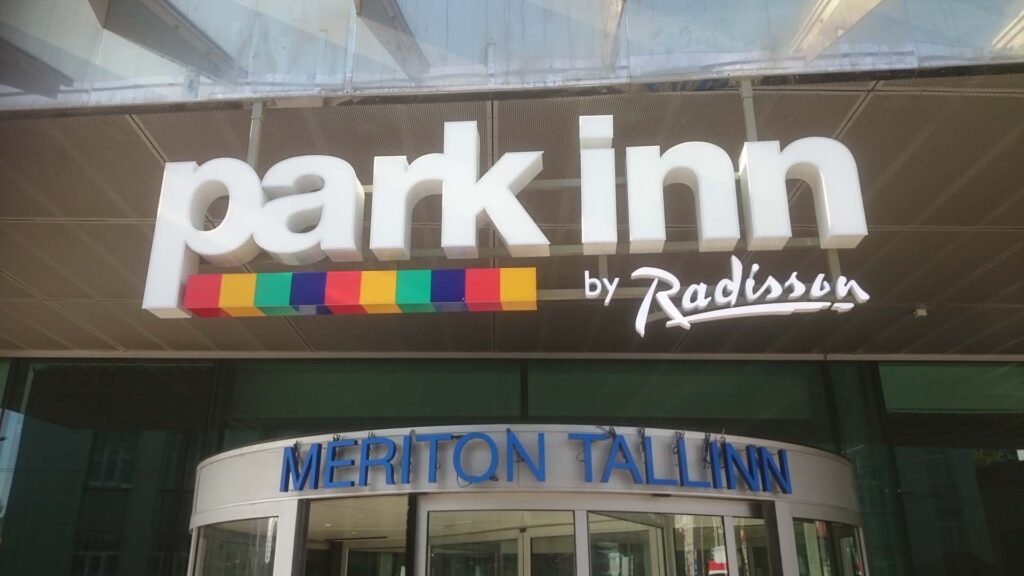 park inn
by Radisson
MERITON TALLINN